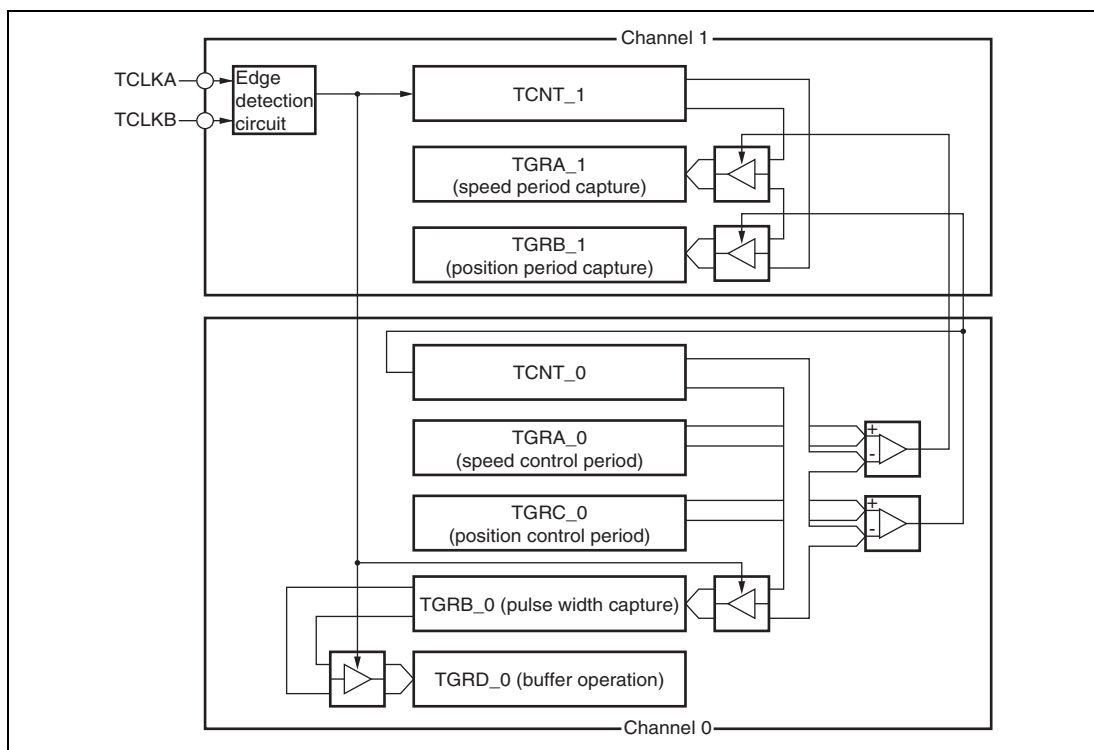 Channel 1
TCLKA
TCLKB
Edge
detection
circuit
TCNT_1
TGRA_1
(speed period capture)
TGRB_1
(position period capture)
TCNT_0
TGRA_0
(speed control period)
+
-
TGRC_0
(position control period)
+
-
TGRB_0 (pulse width capture)
TGRD_0 (buffer operation)
Channel 0